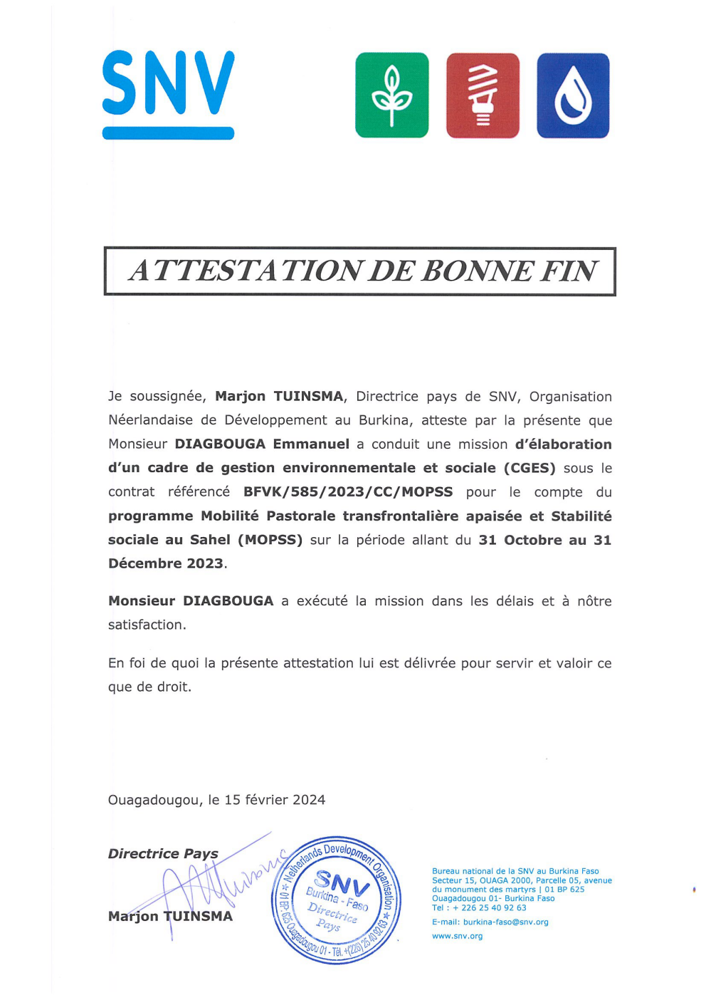 SNV
ATTESTATION DE BONNE FIN
Je soussignée, Marjon TUINSMA, Directrice pays de SNV, Organisation
Néerlandaise de Développement au Burkina, atteste par la présente que
Monsieur DIAGBOUGA Emmanuel a conduit une mission d’élaboration
d’un cadre de gestion environnementale et sociale (CGES) sous le
contrat référencé BFVK/585/2023/CC/MOPSS pour le compte du
programme Mobilité Pastorale transfrontalière apaisée et Stabilité
sociale au Sahel (MOPSS) sur la période allant du 31 Octobre au 31
Décembre 2023.
Monsieur DIAGBOUGA a exécuté la mission dans les délais et à nôtre
satisfaction.
En foi de quoi la présente attestation lui est délivrée pour servir et valoir ce
que de droit.
Ouagadougou, le 15 février 2024
Directrice Pays
Marjon TUINSMA
Netherlands Development Organisation
01 BP: 625 Ouagadougou 01 - Tél. +(226) 25 40 92 63
SNV
Burkina - Faso
Directrice
Pays
Bureau national de la SNV au Burkina Faso
Secteur 15, OUAGA 2000, Parcelle 05, avenue
du monument des martyrs | 01 BP 625
Ouagadougou 01- Burkina Faso
Tel : + 226 25 40 92 63
E-mail: burkina-faso@snv.org
www.snv.org